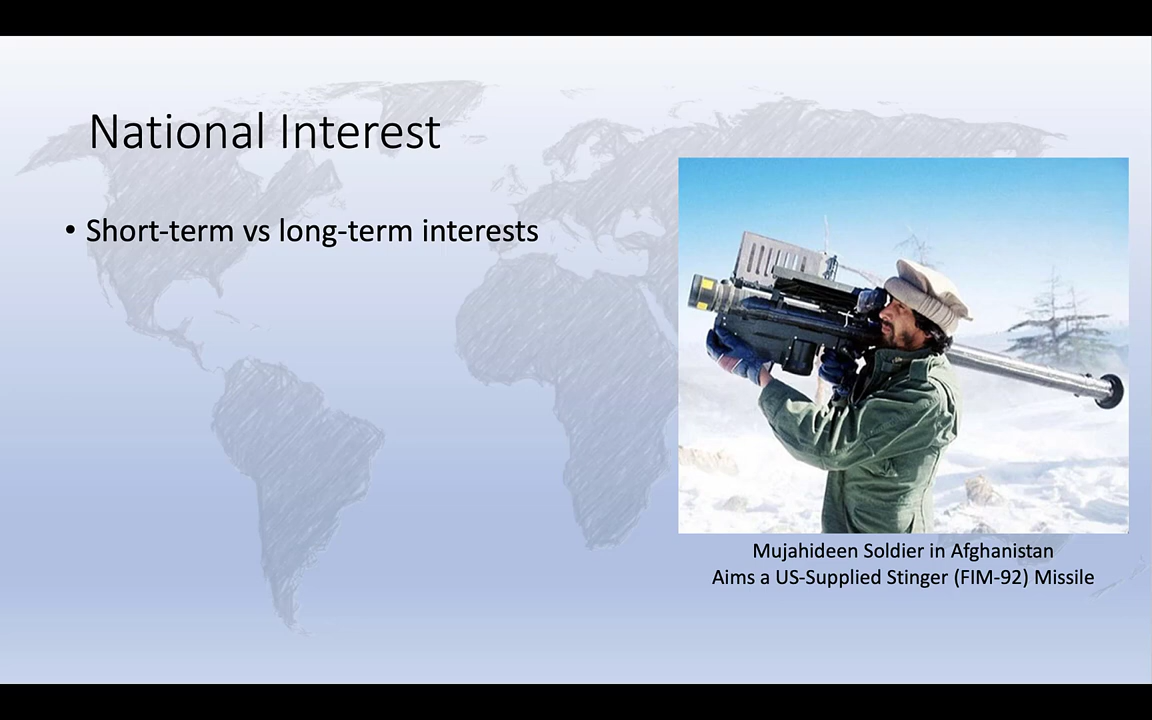 National Interest
• Short-term vs long-term interests
Mujahideen Soldier in Afghanistan
Aims a US-Supplied Stinger (FIM-92) Missile